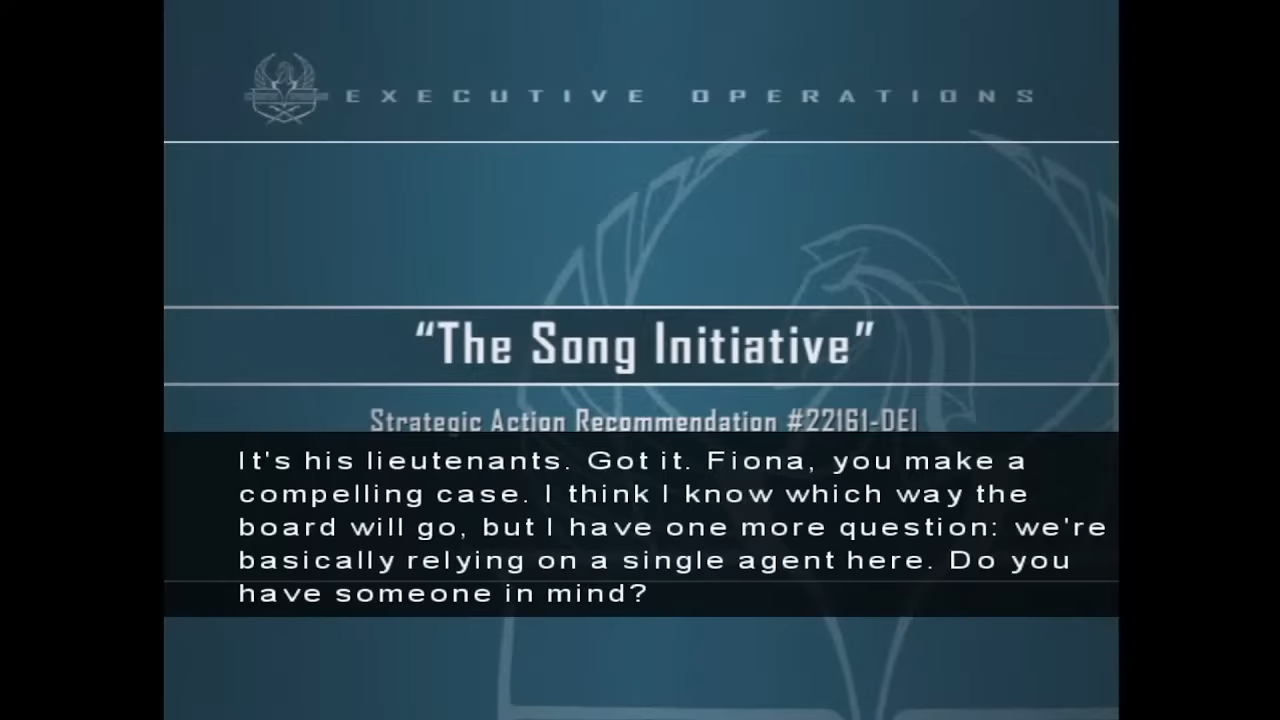 EXECUTIVE OPERATIONS
“The Song Initiative”
Strategic Action Recommendation #22161-DEI
It's his lieutenants. Got it. Fiona, you make a
compelling case. I think I know which way the
board will go, but I have one more question: we're
basically relying on a single agent here. Do you
have someone in mind?